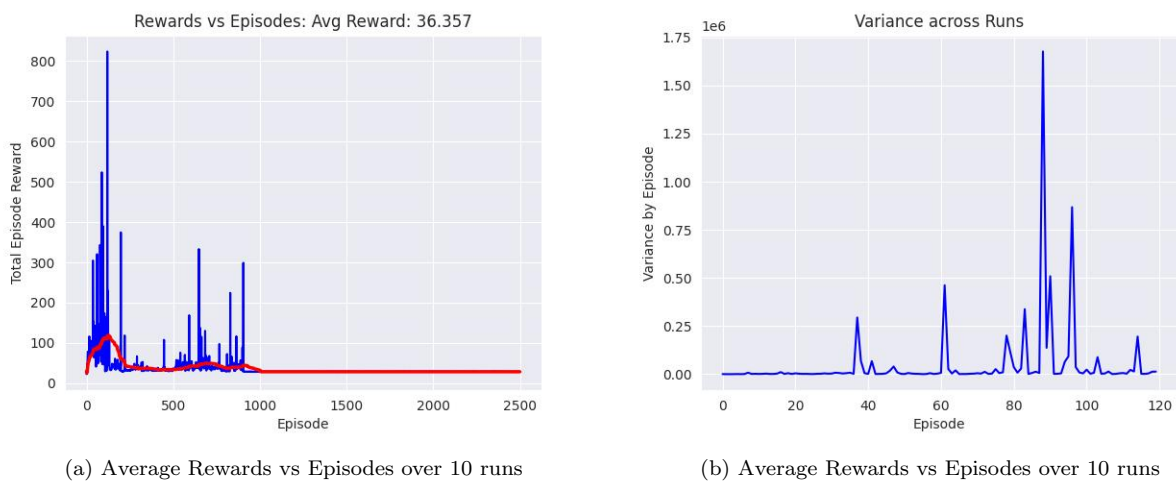 Rewards vs Episodes: Avg Reward: 36.357
800
700
600
500
400
300
200
100
0
Total Episode Reward
0 500 1000 1500 2000 2500
Episode
(a) Average Rewards vs Episodes over 10 runs
Variance across Runs
1e6
1.75
1.50
1.25
1.00
0.75
0.50
0.25
0.00
Variance by Episode
0 20 40 60 80 100 120
Episode
(b) Average Rewards vs Episodes over 10 runs